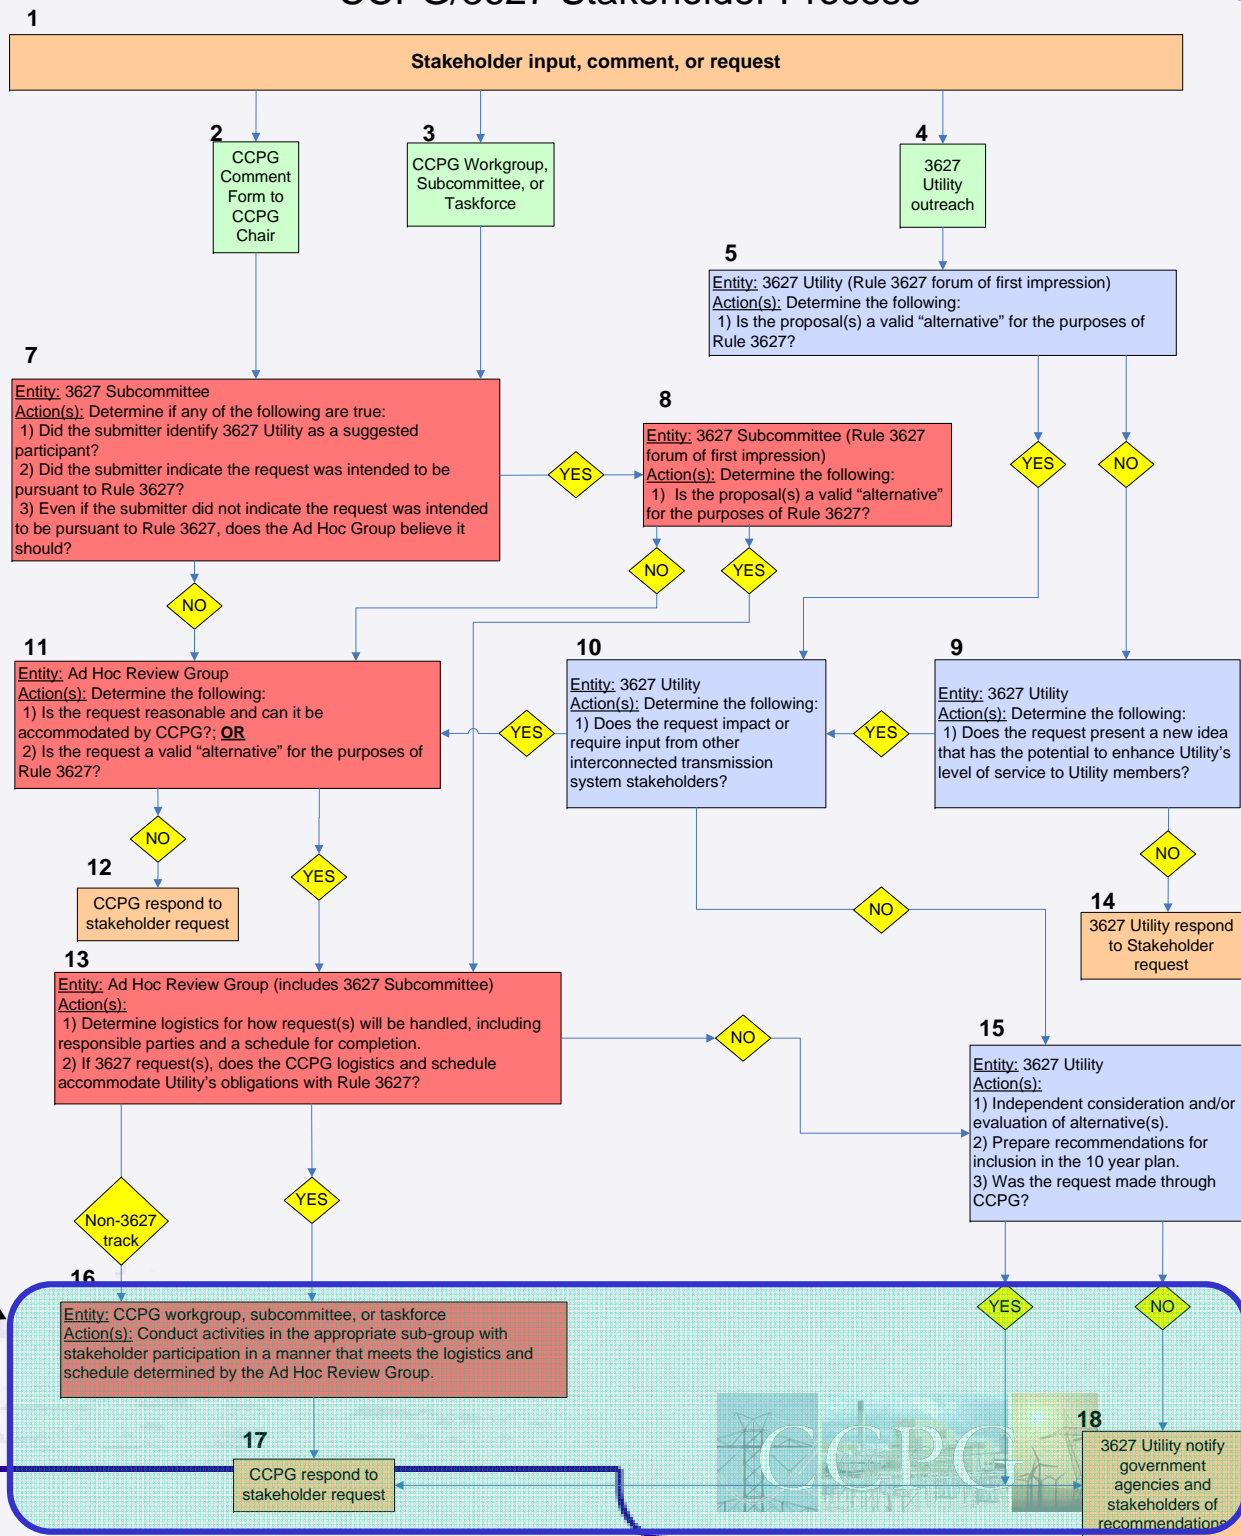 CCPG/3627 Stakeholder Process
1
Stakeholder input, comment, or request
2
3
4
CCPG
Comment
Form to
CCPG
Chair
CCPG Workgroup,
Subcommittee, or
Taskforce
3627
Utility
outreach
5
Entity: 3627 Utility (Rule 3627 forum of first impression)
Action(s): Determine the following:
1) Is the proposal(s) a valid “alternative” for the purposes of
Rule 3627?
7
Entity: 3627 Subcommittee
Action(s): Determine if any of the following are true:
1) Did the submitter identify 3627 Utility as a suggested
participant?
2) Did the submitter indicate the request was intended to be
pursuant to Rule 3627?
3) Even if the submitter did not indicate the request was intended
to be pursuant to Rule 3627, does the Ad Hoc Group believe it
should?
YES
8
Entity: 3627 Subcommittee (Rule 3627
forum of first impression)
Action(s): Determine the following:
1) Is the proposal(s) a valid “alternative”
for the purposes of Rule 3627?
YES
NO
NO
NO
YES
11
Entity: Ad Hoc Review Group
Action(s): Determine the following:
1) Is the request reasonable and can it be
accommodated by CCPG?; OR
2) Is the request a valid “alternative” for the purposes of
Rule 3627?
YES
10
Entity: 3627 Utility
Action(s): Determine the following:
1) Does the request impact or
require input from other
interconnected transmission
system stakeholders?
YES
9
Entity: 3627 Utility
Action(s): Determine the following:
1) Does the request present a new idea
that has the potential to enhance Utility’s
level of service to Utility members?
NO
YES
NO
NO
12
CCPG respond to
stakeholder request
14
3627 Utility respond
to Stakeholder
request
13
Entity: Ad Hoc Review Group (includes 3627 Subcommittee)
Action(s):
1) Determine logistics for how request(s) will be handled, including
responsible parties and a schedule for completion.
2) If 3627 request(s), does the CCPG logistics and schedule
accommodate Utility’s obligations with Rule 3627?
NO
15
Entity: 3627 Utility
Action(s):
1) Independent consideration and/or
evaluation of alternative(s).
2) Prepare recommendations for
inclusion in the 10 year plan.
3) Was the request made through
CCPG?
Non-3627
track
YES
YES
NO
16
Entity: CCPG workgroup, subcommittee, or taskforce
Action(s): Conduct activities in the appropriate sub-group with
stakeholder participation in a manner that meets the logistics and
schedule determined by the Ad Hoc Review Group.
17
CCPG respond to
stakeholder request
CCPG
18
3627 Utility notify
government
agencies and
stakeholders of
recommendations